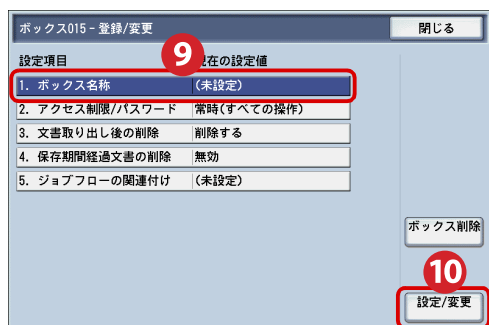 ボックス015 - 登録/変更
閉じる
設定項目
9
在の設定値
1. ボックス名称 (未設定)
2. アクセス制限/パスワード 常時(すべての操作)
3. 文書取り出し後の削除 削除する
4. 保存期間経過文書の削除 無効
5. ジョブフローの関連付け (未設定)
ボックス削除
10
設定/変更